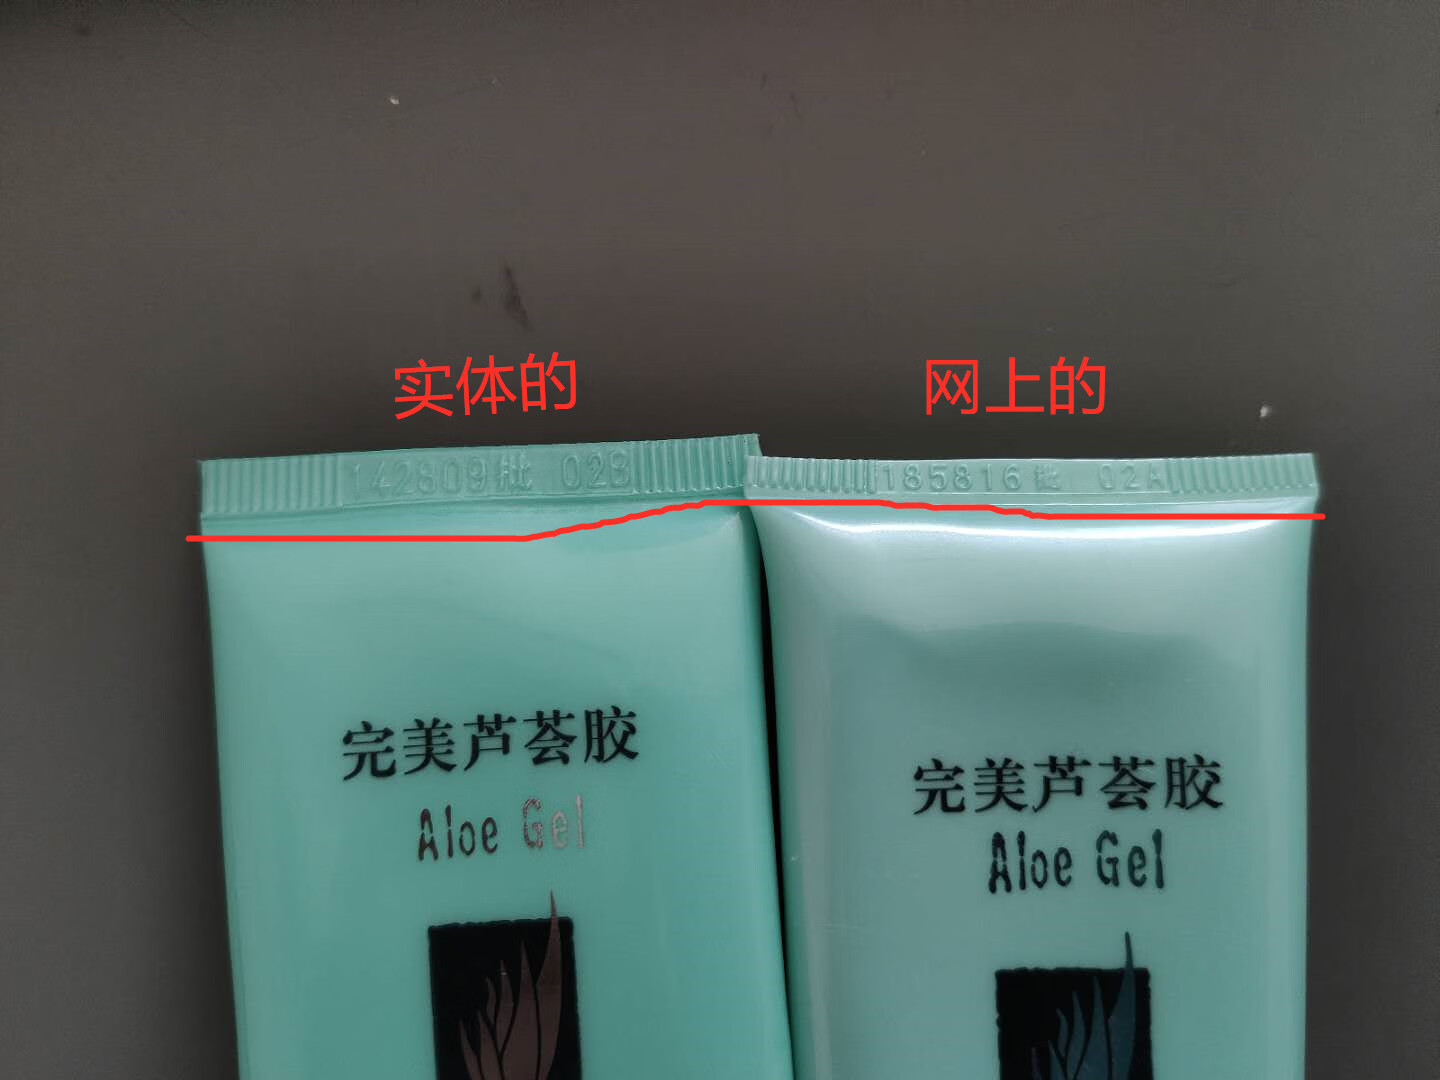 实体的
网上的
142809批 02B
185816批 02A
完美芦荟胶
Aloe Gel
完美芦荟胶
Aloe Gel